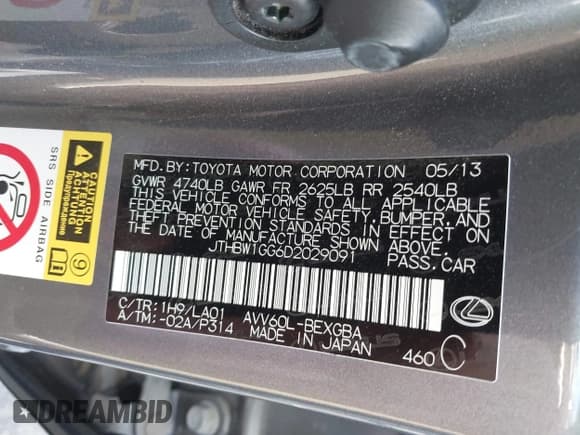 MFD.BY:TOYOTA MOTOR CORPORATION 05/13
GVWR 4740LB GAWR FR 2625LB RR 2540LB
THIS VEHICLE CONFORMS TO ALL APPLICABLE
FEDERAL MOTOR VEHICLE SAFETY, BUMPER, AND
THEFT PREVENTION STANDARDS IN EFFECT ON
THE DATE OF MANUFACTURE SHOWN ABOVE.
JTHBW1GG6D2029091 PASS.CAR
C/TR:1H9/LA01 AVV60L-BEXGBA
A/TM:-02A/P314 MADE IN JAPAN
460 C
SRS SIDE AIRBAG
Предупреждение
9
DREAMBID